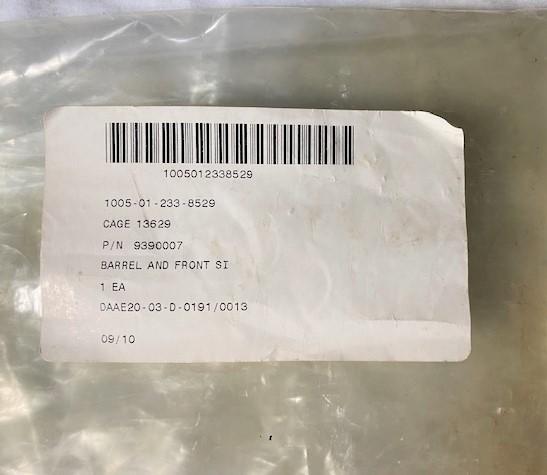 1005012338529
1005-01-233-8529
CAGE 13629
P/N 9390007
BARREL AND FRONT SI
1 EA
DAAE20-03-D-0191/0013
09/10